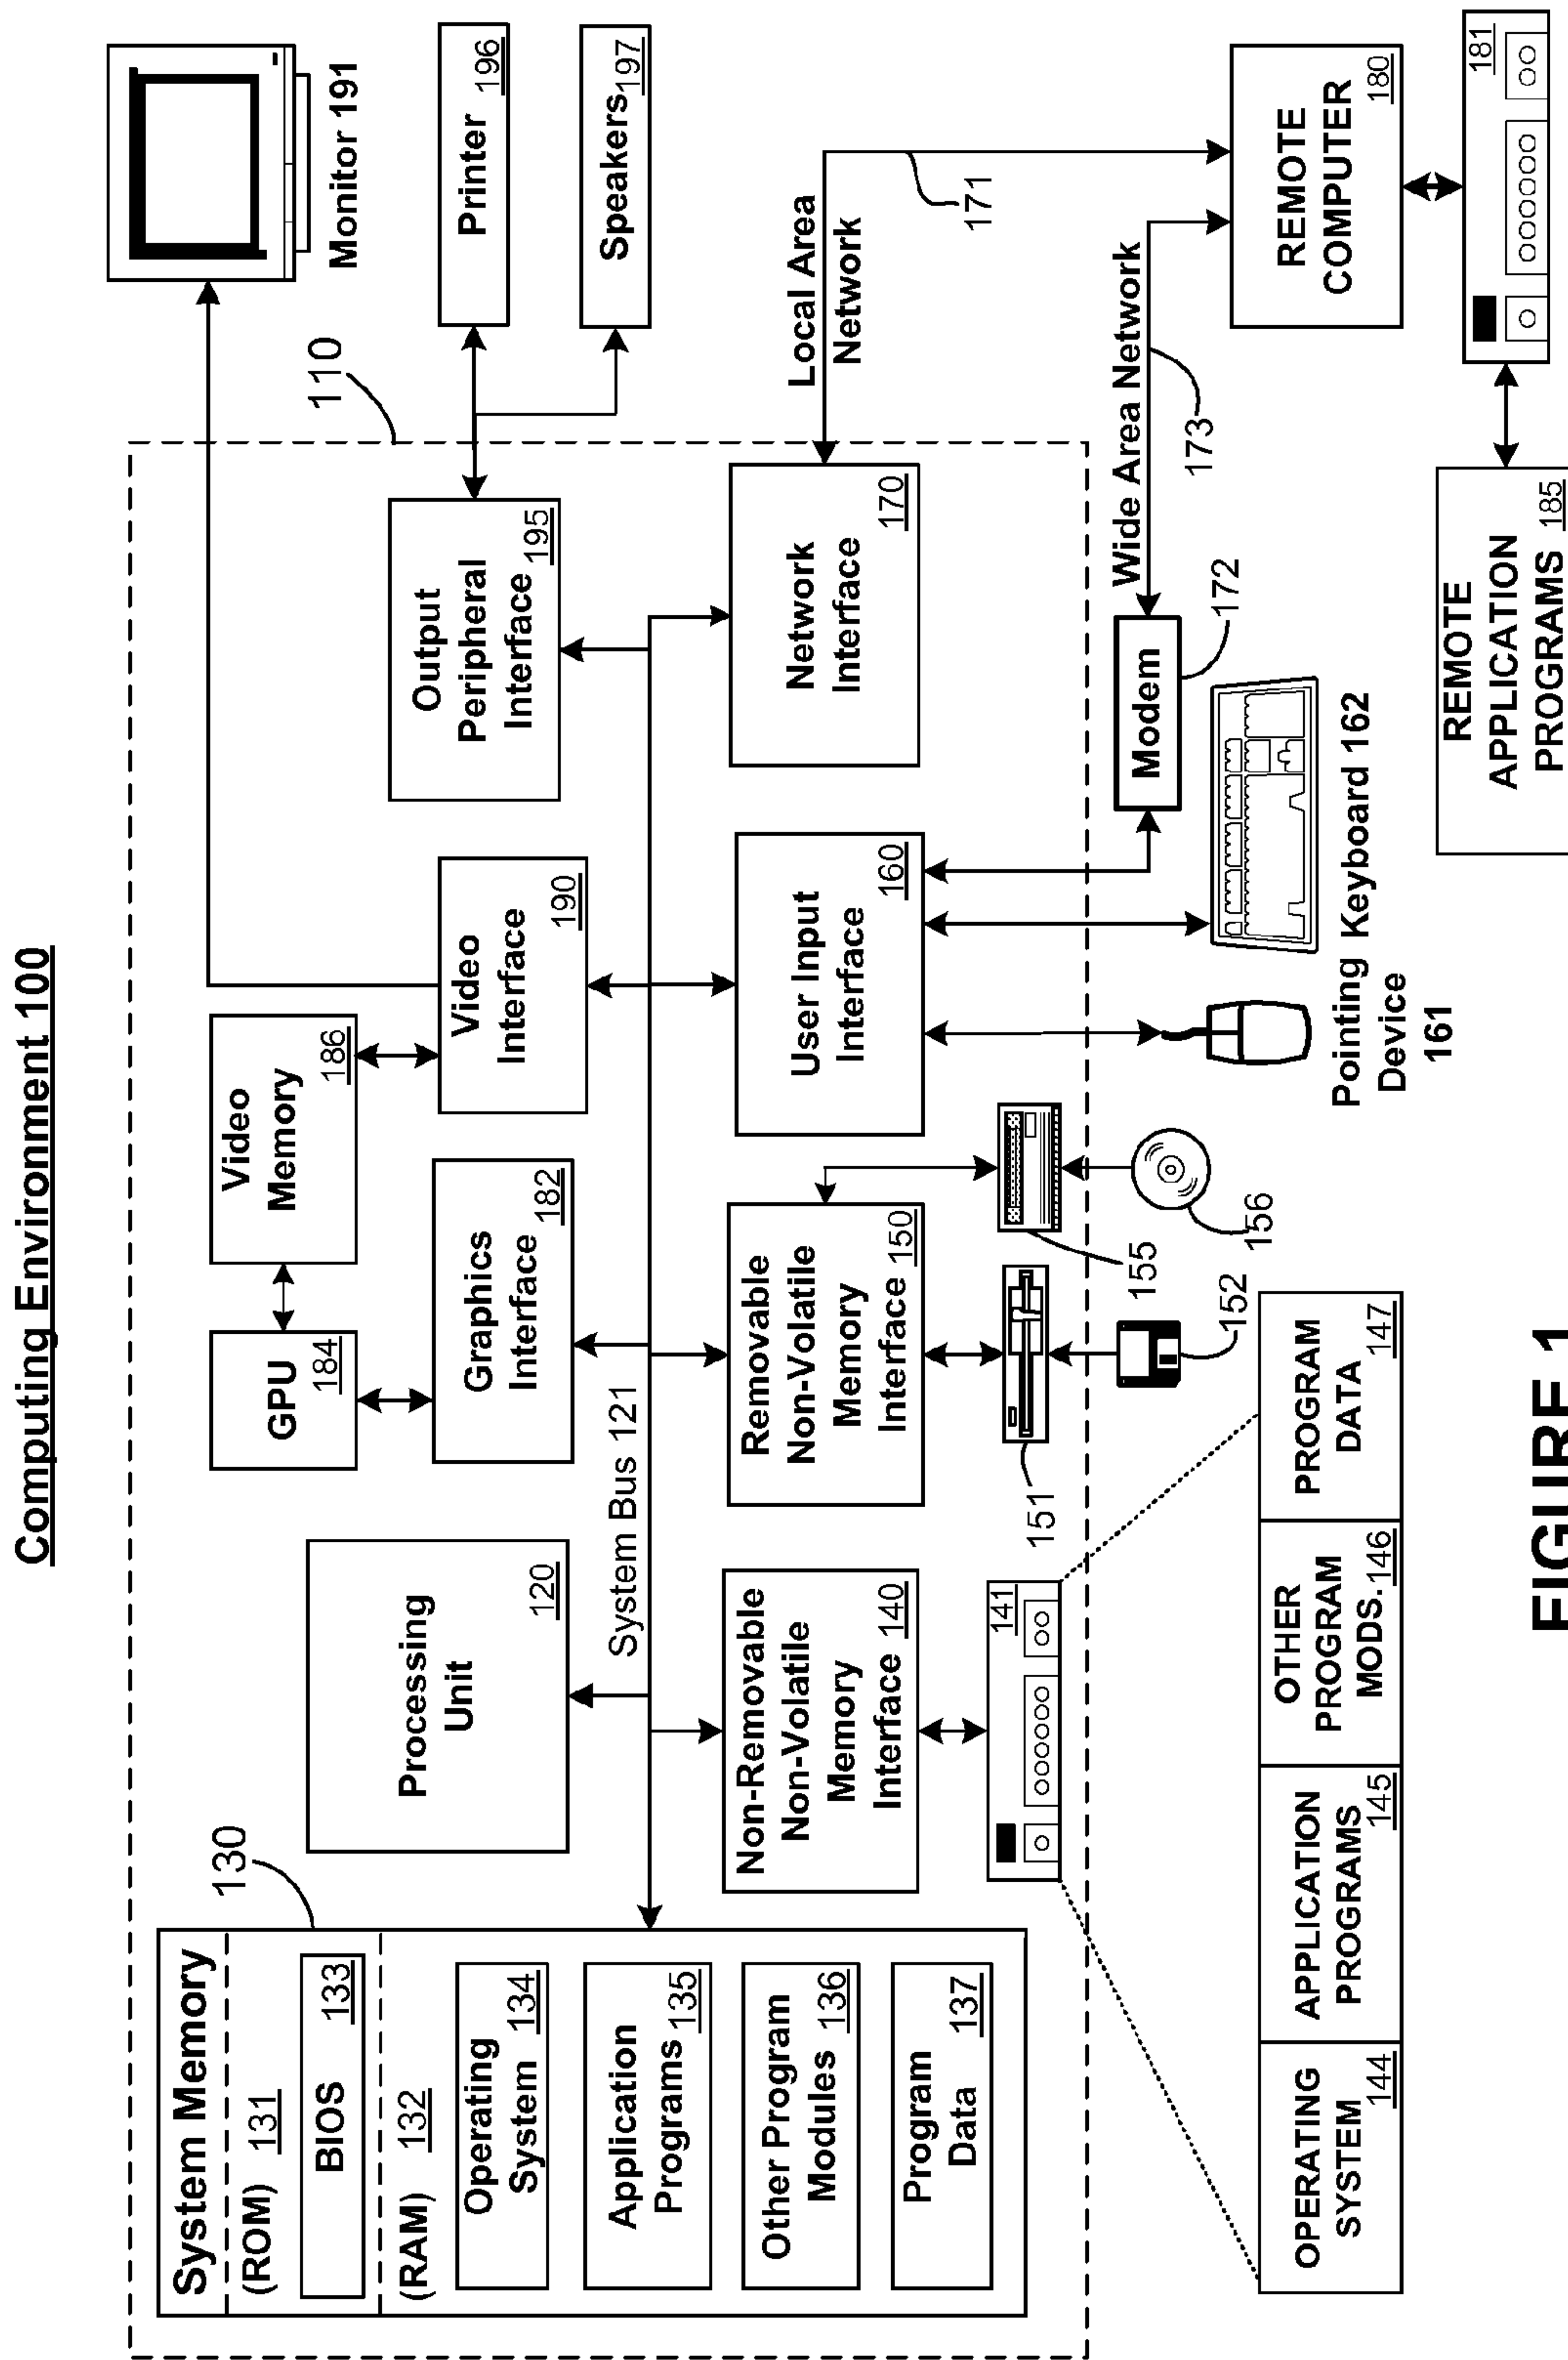 Computing Environment 100
System Memory
(ROM) 131
BIOS 133
(RAM) 132
Operating
System 134
Application
Programs 135
Other Program
Modules 136
Program
Data 137
130
Processing
Unit
120
System Bus 121
GPU
184
Video
Memory
186
Graphics
Interface
182
Video
Interface
190
Output
Peripheral
Interface 195
110
Monitor 191
Printer 196
Speakers 197
Non-Removable
Non-Volatile
Memory
Interface 140
Removable
Non-Volatile
Memory
Interface 150
User Input
Interface
160
Network
Interface
170
Local Area
Network
171
141
151
155
152
156
Modem
172
Wide Area Network
173
Pointing
Device
161
Keyboard 162
REMOTE
COMPUTER
180
181
REMOTE
APPLICATION
PROGRAMS 185
OPERATING
SYSTEM 144
APPLICATION
PROGRAMS 145
OTHER
PROGRAM
MODS. 146
PROGRAM
DATA 147
FIGURE 1